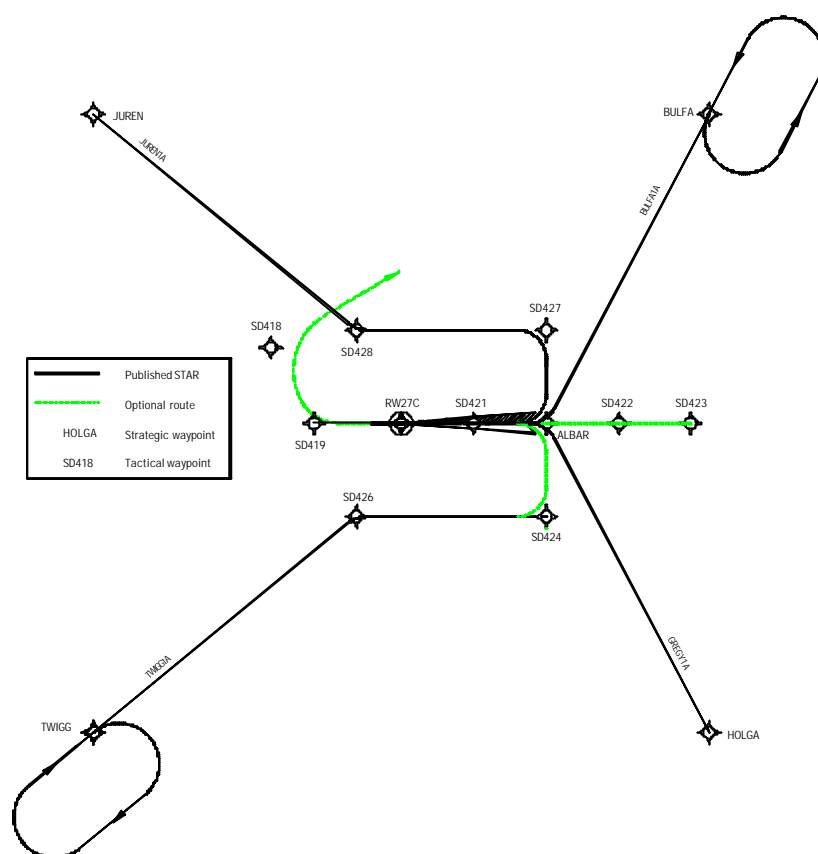 JUREN
BULFA
JUREN1A
BULFA1A
SD427
SD418
SD428
Published STAR
Optional route
HOLGA Strategic waypoint
SD418 Tactical waypoint
RW27C
SD421
SD422
SD423
SD419
ALBAR
SD426
SD424
TWIGG1A
GREGY1A
TWIGG
HOLGA